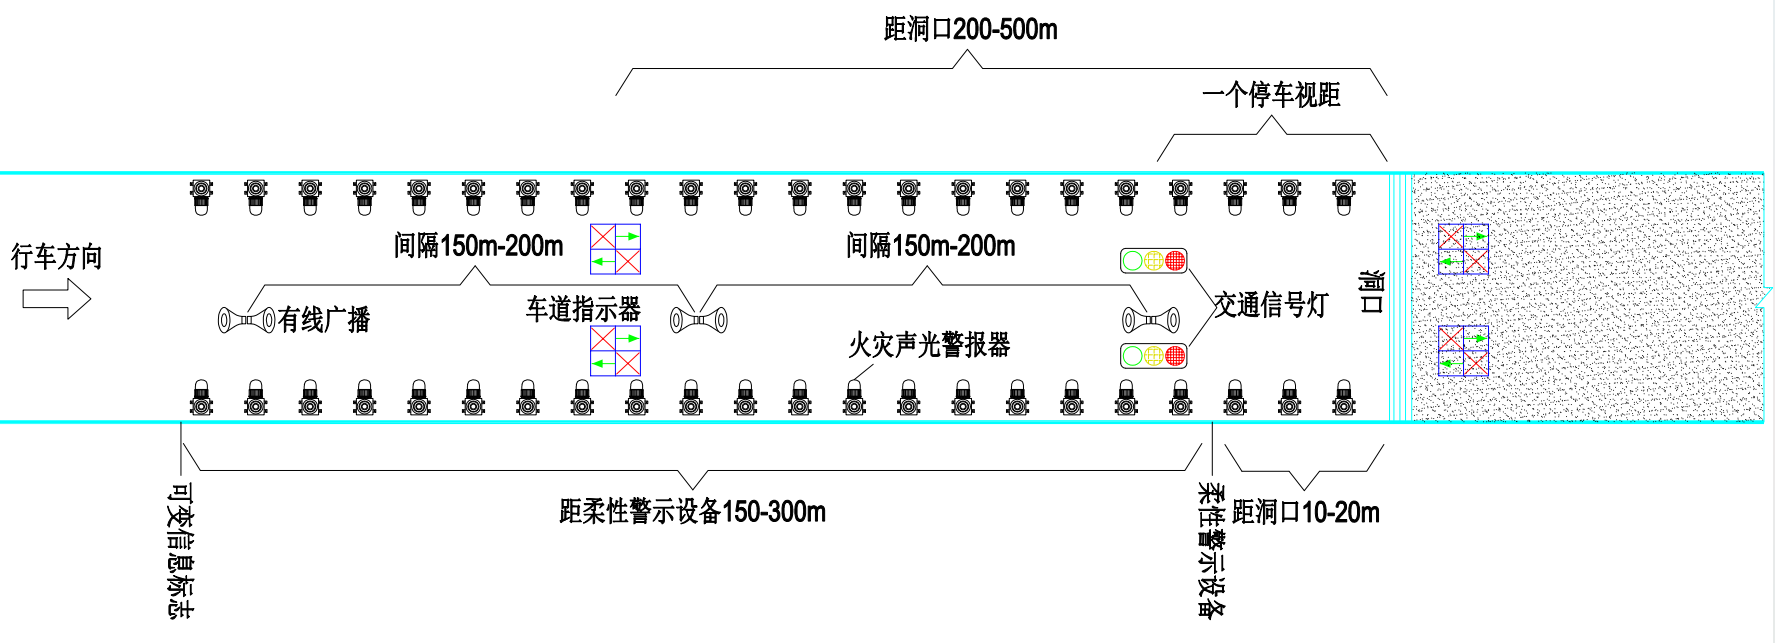 距洞口200-500m
一个停车视距
行车方向
间隔150m-200m
间隔150m-200m
洞口
有线广播
车道指示器
交通信号灯
火灾声光警报器
可变信息标志
距柔性警示设备150-300m
柔性警示设备
距洞口10-20m